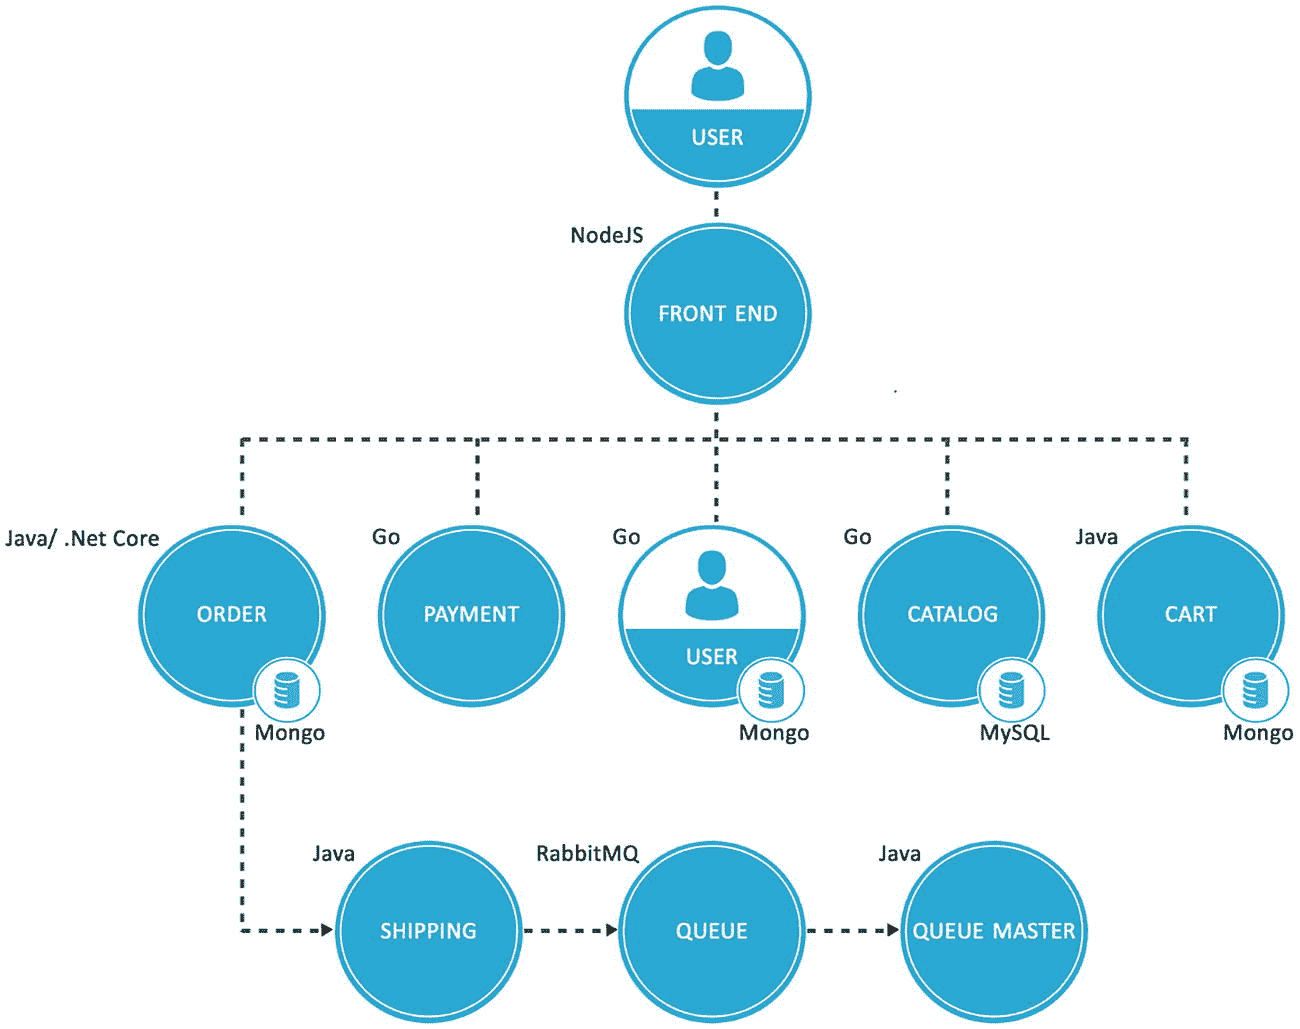 USER
NodeJS
FRONT END
Java/ .Net Core
Go
Go
Go
Java
ORDER
PAYMENT
USER
CATALOG
CART
Mongo
Mongo
MySQL
Mongo
Java
RabbitMQ
Java
SHIPPING
QUEUE
QUEUE MASTER